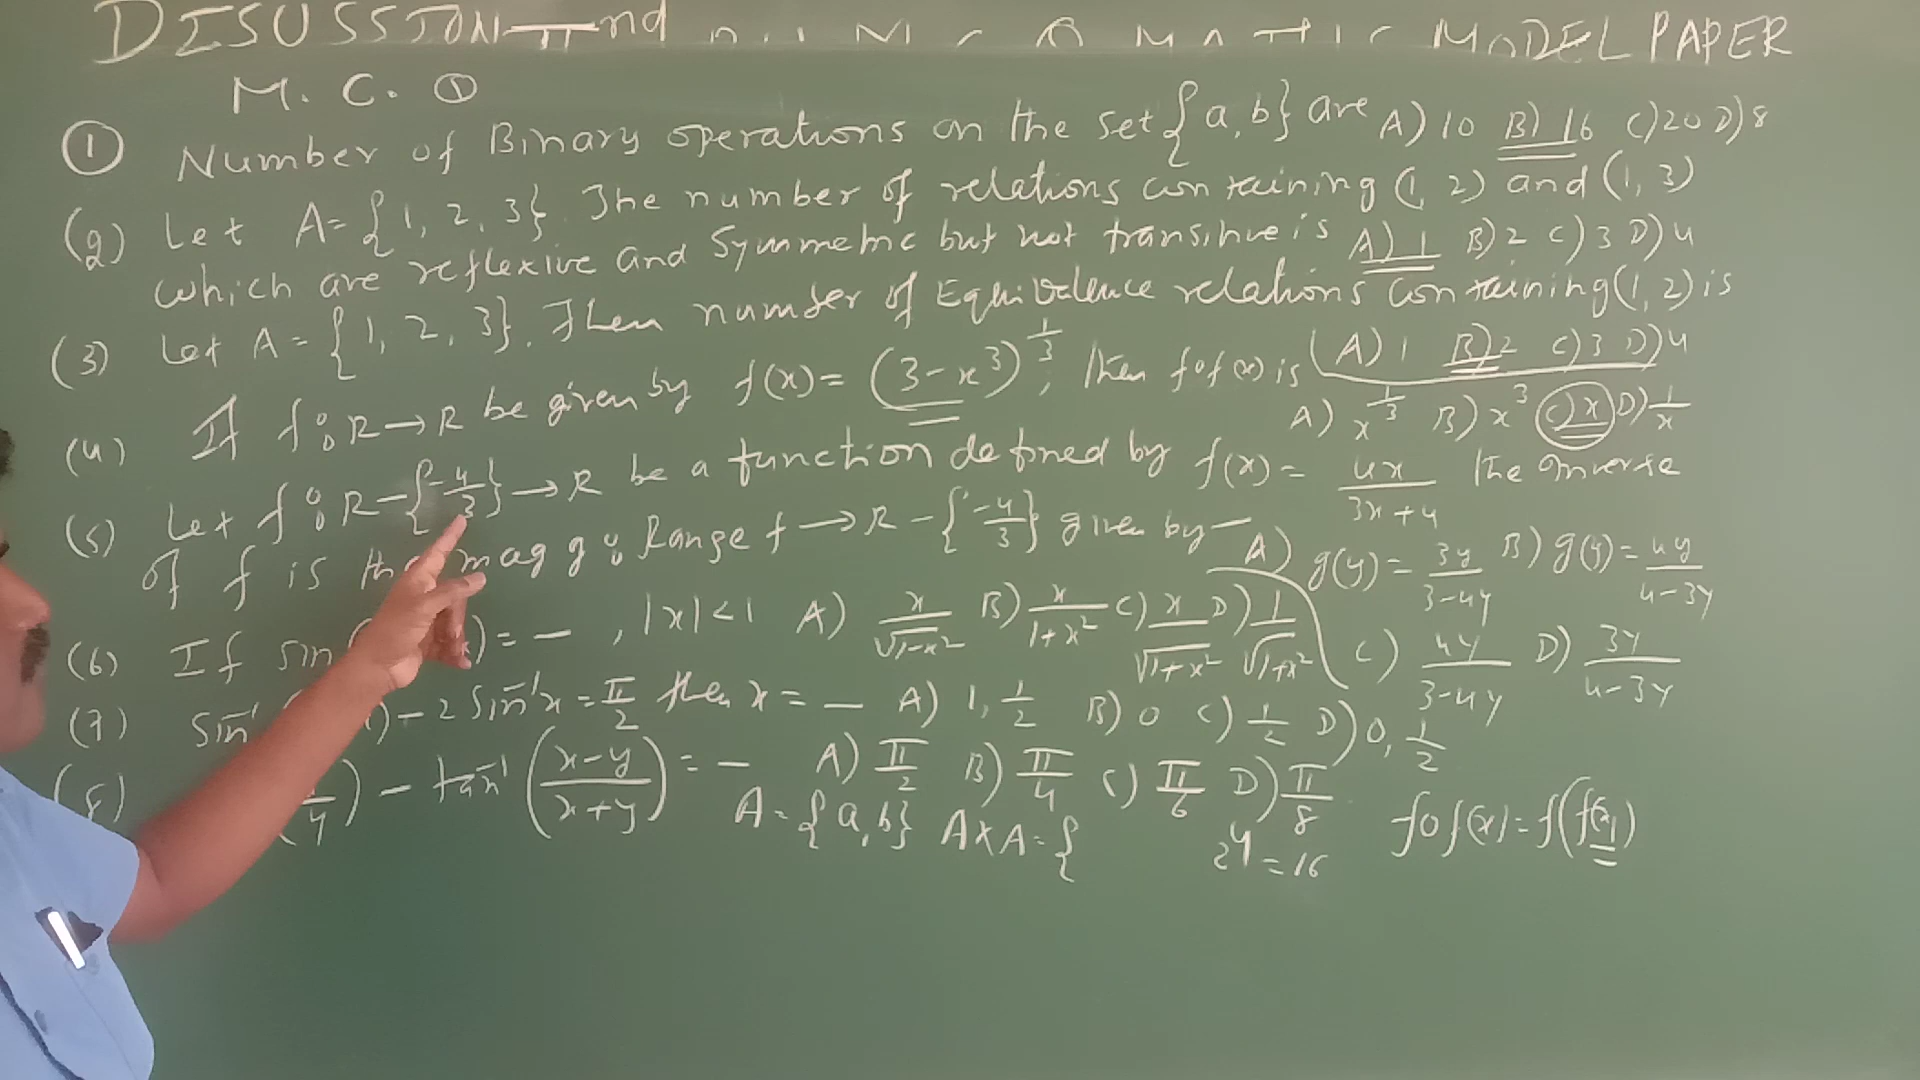 DISUSSION IInd MODEL PAPER
M. C. Q
(1) Number of Binary operations on the set {a, b} are A) 10 B) 16 C) 20 D) 8
(2) Let A = {1, 2, 3}. The number of relations containing (1, 2) and (1, 3)
which are reflexive and Symmetric but not transitive is A) 1 B) 2 C) 3 D) 4
(3) Let A = {1, 2, 3}. Then number of Equivalence relations containing (1, 2) is
(A) 1 B) 2 C) 3 D) 4
(4) If f : R → R be given by f(x) = (3 - x³)^(1/3), then fof(x) is
A) x^(1/3) B) x³ C) x D) 1/x
(5) Let f : R - {-4/3} → R be a function defined by f(x) = 4x/(3x+4) The Inverse
of f is the mag g : Range f → R - {-4/3} given by — A) g(y) = 3y/(3-4y) B) g(y) = 4y/(4-3y)
C) 4y/(3-4y) D) 3y/(4-3y)
(6) If sin( x) = — , |x| < 1 A) x/√(1-x²) B) x/(1+x²) C) x/√(1+x²) D) 1/√(1+x²)
(7) Sin⁻¹( ) - 2 Sin⁻¹x = π/2 then x = — A) 1, 1/2 B) 0 C) 1/2 D) 0, 1/2
(8) ( /y) - tan⁻¹((x-y)/(x+y)) = — A) π/2 B) π/4 C) π/6 D) π/8
A = {a, b} A×A = {
2⁴ = 16
fof(x) = f(f(x))